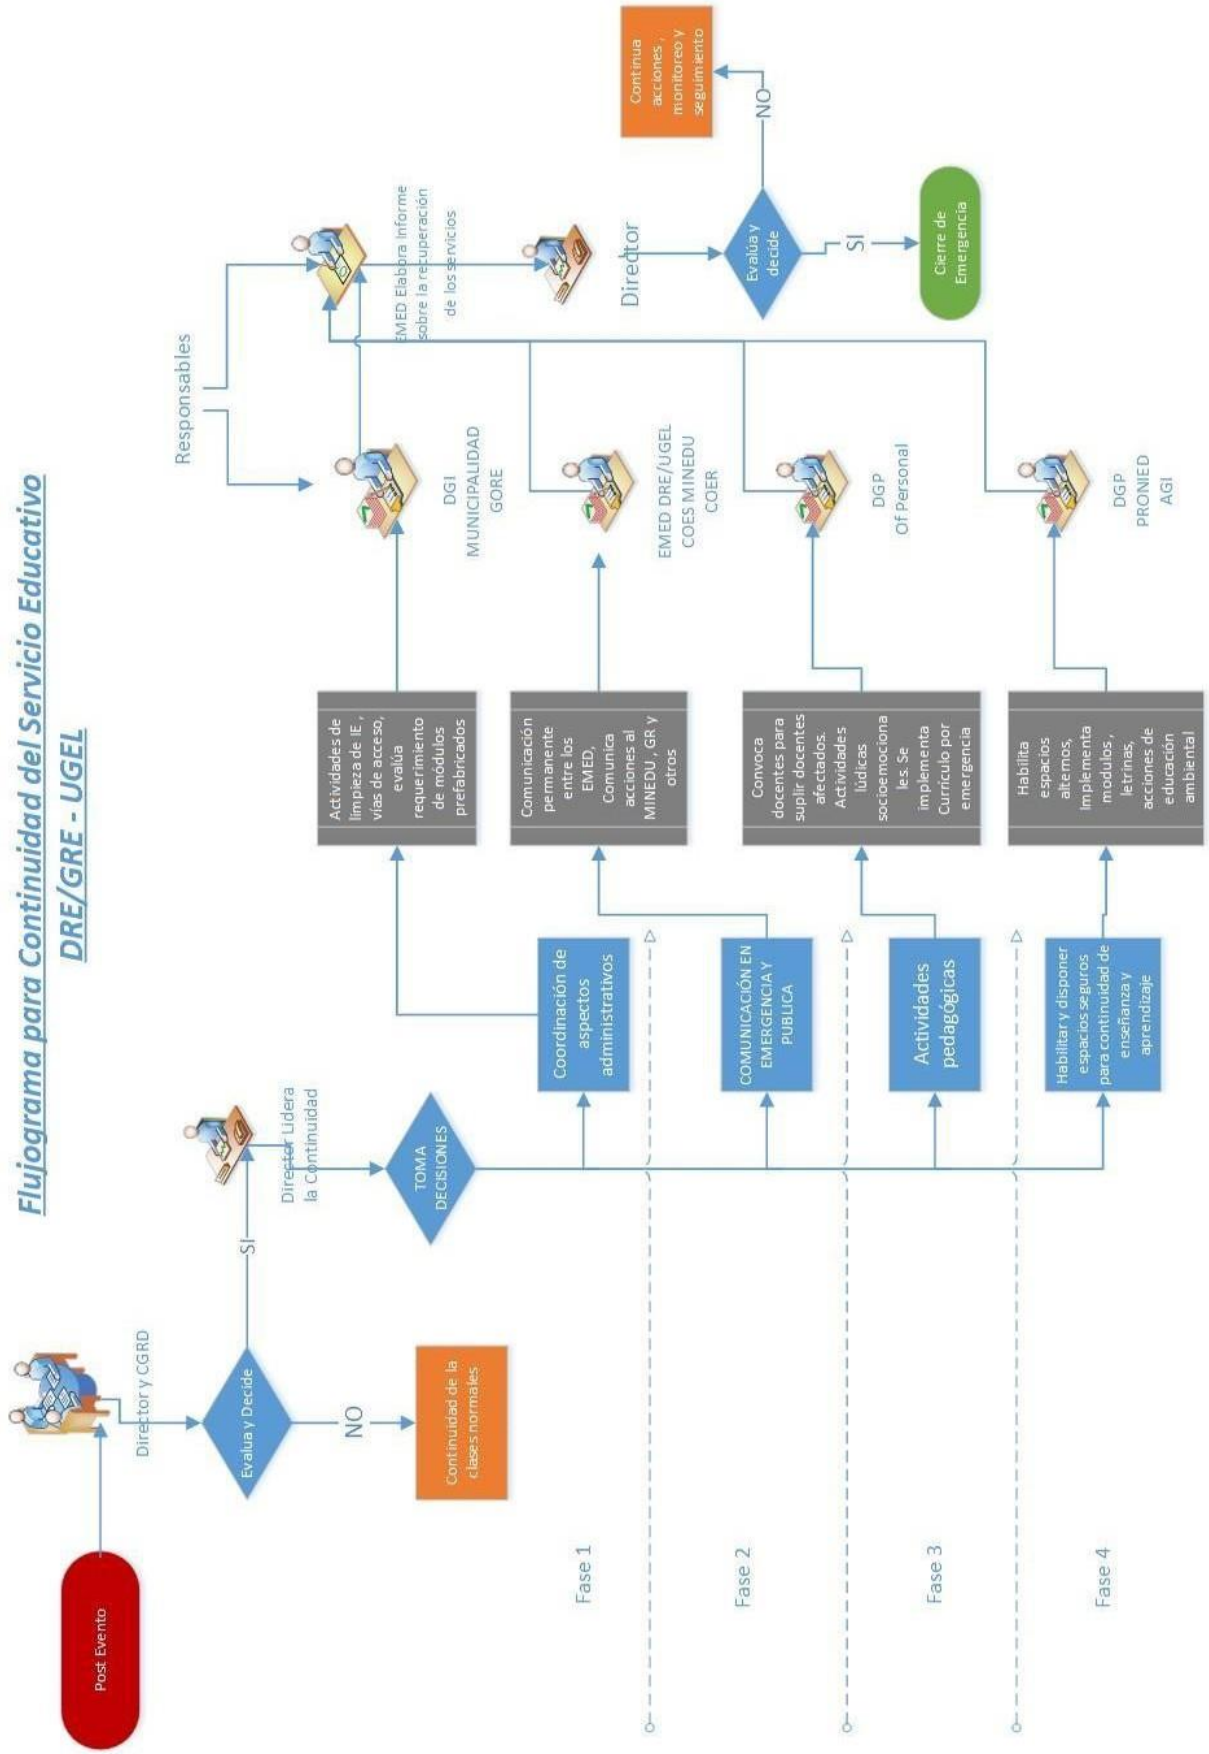 Flujograma para Continuidad del Servicio Educativo
DRE/GRE - UGEL
Post Evento
Director y CGRD
Evalua y Decide
SI
NO
Continuidad de la
clases normales
Director Lidera
la Continuidad
TOMA
DECISIONES
Fase 1
Coordinación de
aspectos
administrativos
Actividades de
limpieza de IE ,
vías de acceso,
evalúa
requerimiento
de módulos
prefabricados
DGI
MUNICIPALIDAD
GORE
Fase 2
COMUNICACIÓN EN
EMERGENCIA Y
PUBLICA
Comunicación
permanente
entre los
EMED,
Comunica
acciones al
MINEDU , GR y
otros
EMED DRE/UGEL
COES MINEDU
COER
Fase 3
Actividades
pedagógicas
Convoca
docentes para
suplir docentes
afectados.
Actividades
lúdicas
socioemociona
les. Se
implementa
Currículo por
emergencia
DGP
Of Personal
Fase 4
Habilitar y disponer
espacios seguros
para continuidad de
enseñanza y
aprendizaje
Habilita
espacios
alternos,
Implementa
modulos ,
letrinas,
acciones de
educación
ambiental
DGP
PRONIED
AGI
Responsables
EMED Elabora Informe
sobre la recuperación
de los servicios
Director
Evalúa y
decide
NO
Continua
acciones ,
monitoreo y
seguimiento
SI
Cierre de
Emergencia